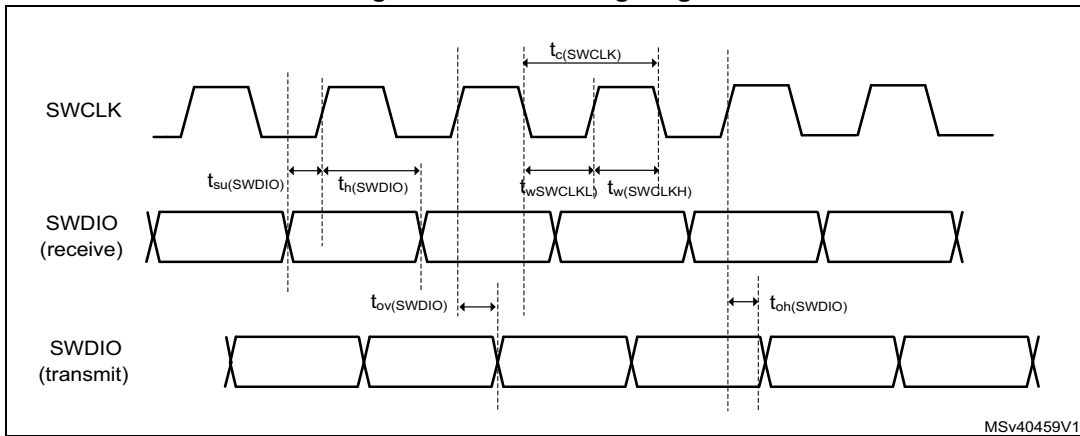 tc(SWCLK)
SWCLK
tsu(SWDIO) th(SWDIO) twSWCLKL) tw(SWCLKH)
SWDIO
(receive)
tov(SWDIO) toh(SWDIO)
SWDIO
(transmit)
MSv40459V1